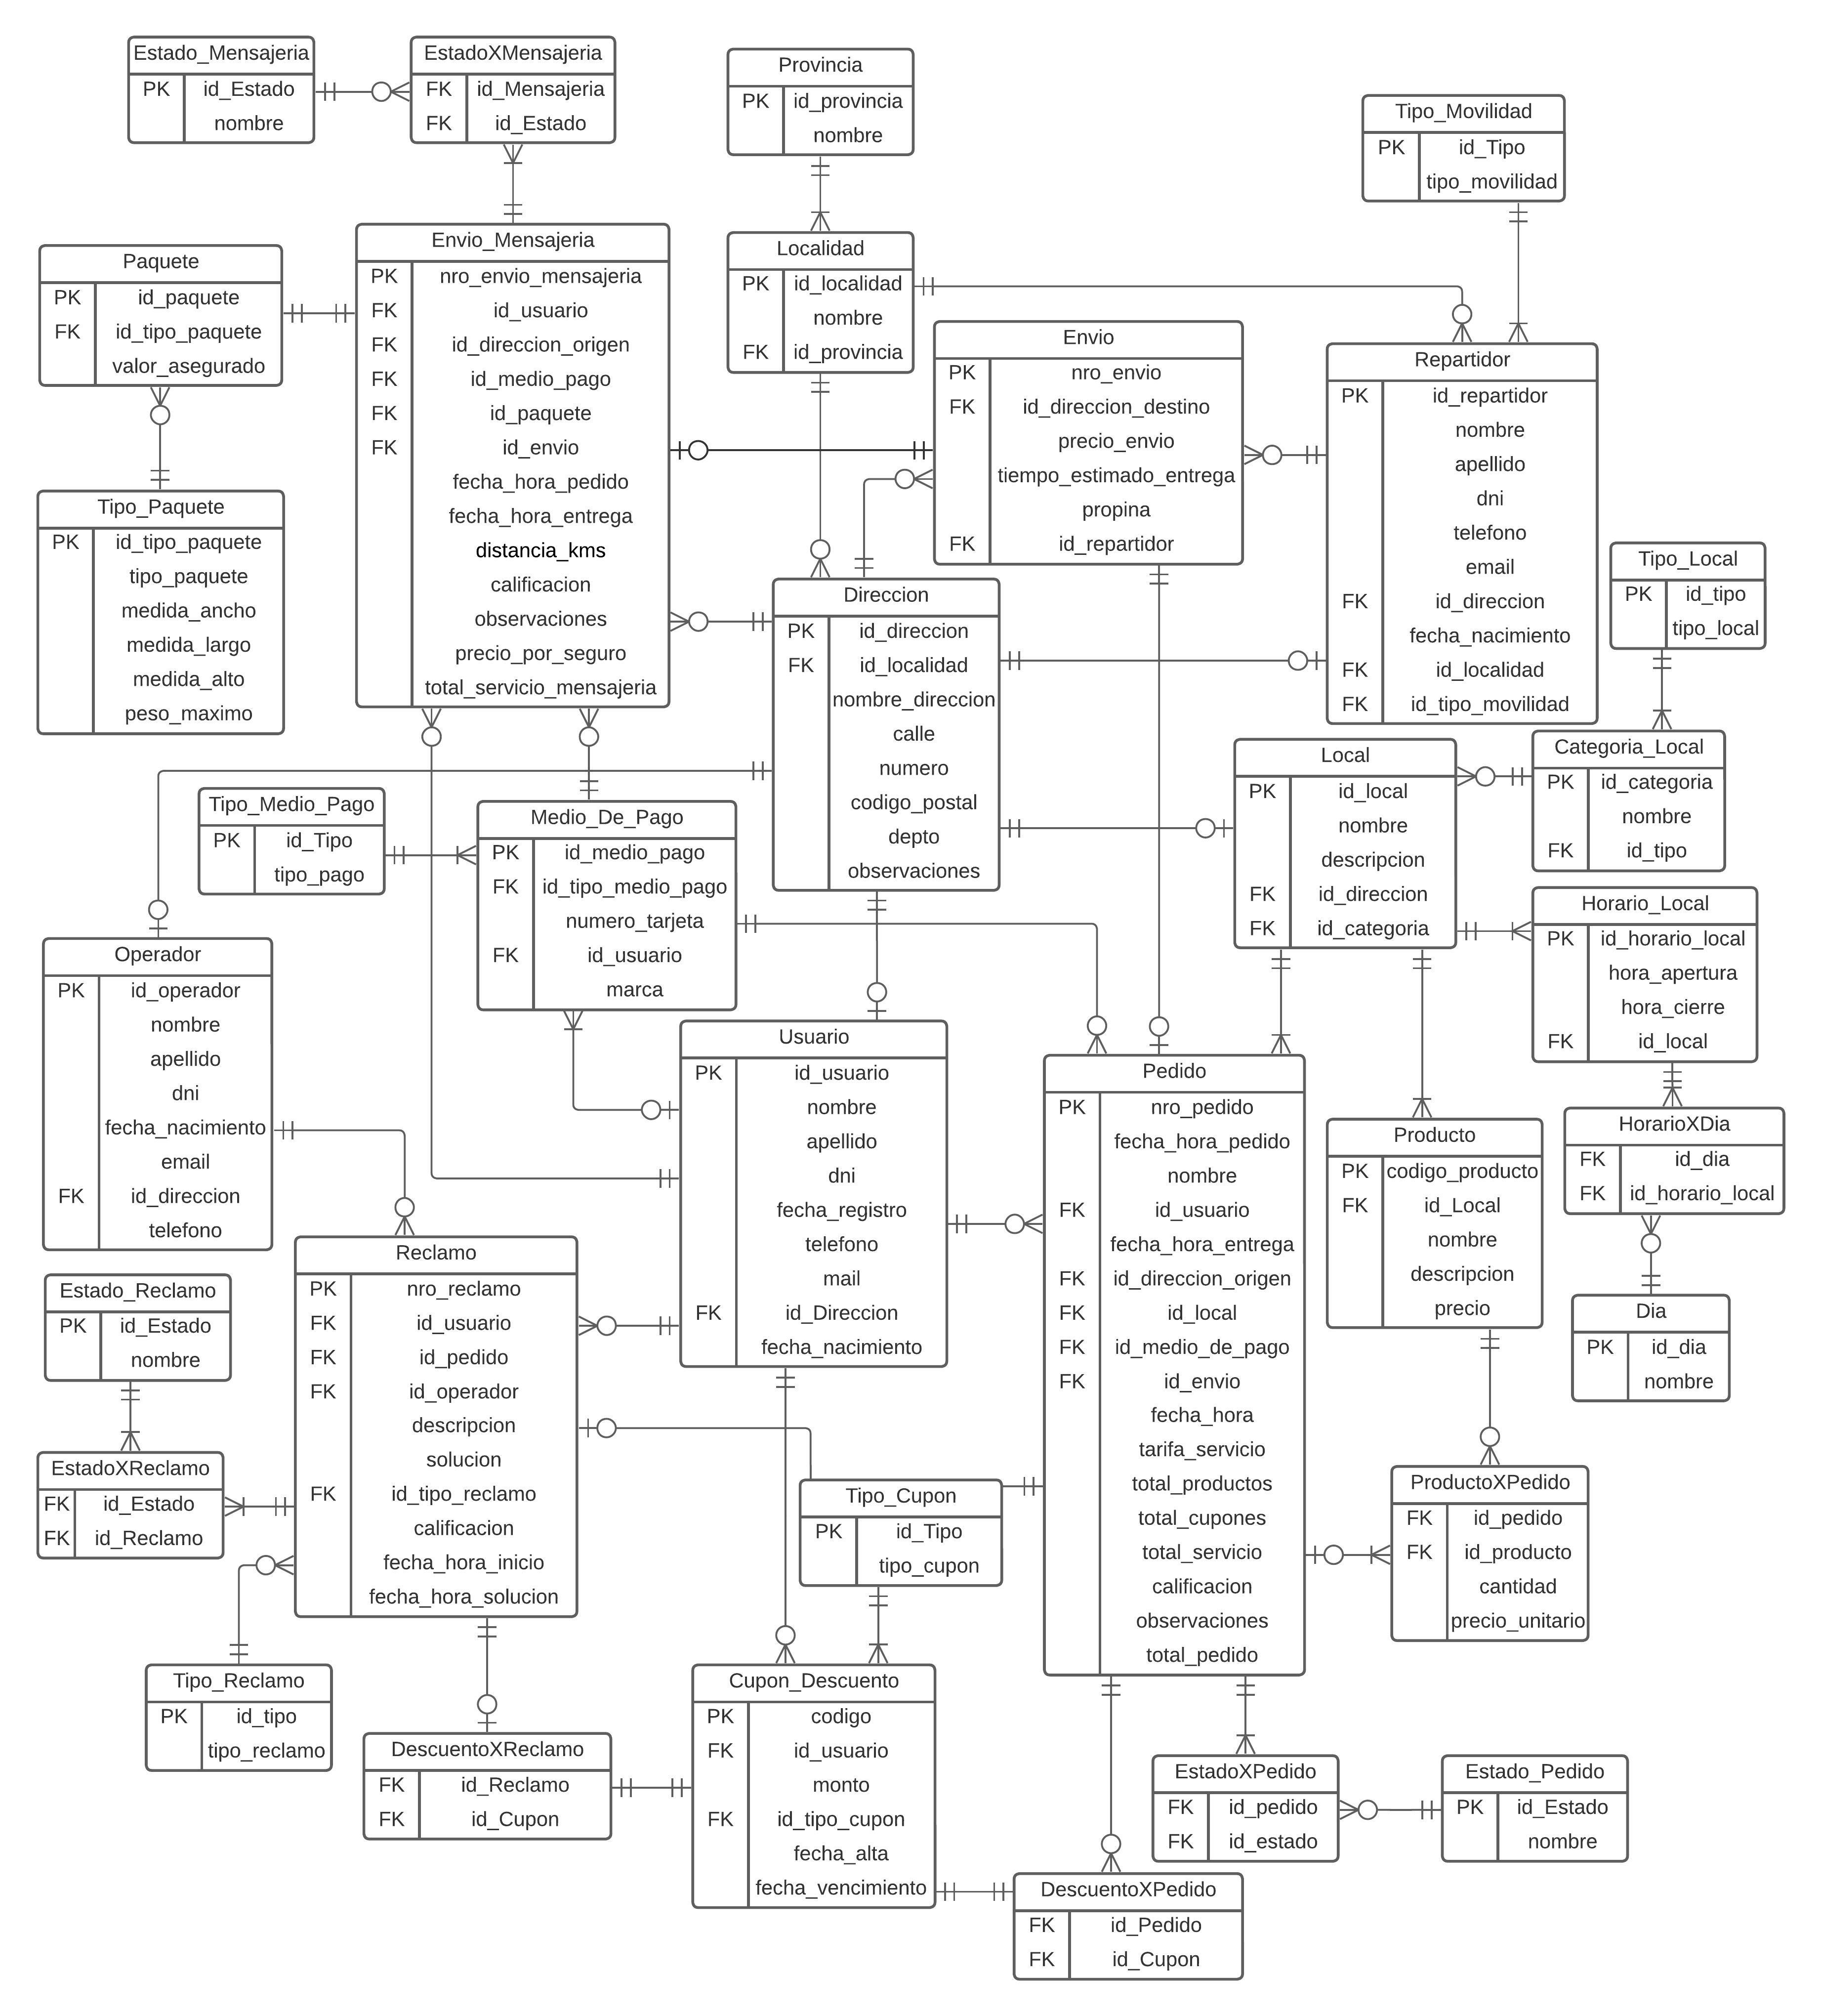 Estado_Mensajeria
PK id_Estado
nombre
EstadoXMensajeria
FK id_Mensajeria
FK id_Estado
Provincia
PK id_provincia
nombre
Tipo_Movilidad
PK id_Tipo
tipo_movilidad
Paquete
PK id_paquete
FK id_tipo_paquete
valor_asegurado
Envio_Mensajeria
PK nro_envio_mensajeria
FK id_usuario
FK id_direccion_origen
FK id_medio_pago
FK id_paquete
FK id_envio
fecha_hora_pedido
fecha_hora_entrega
distancia_kms
calificacion
observaciones
precio_por_seguro
total_servicio_mensajeria
Localidad
PK id_localidad
nombre
FK id_provincia
Envio
PK nro_envio
FK id_direccion_destino
precio_envio
tiempo_estimado_entrega
propina
FK id_repartidor
Repartidor
PK id_repartidor
nombre
apellido
dni
telefono
email
FK id_direccion
fecha_nacimiento
FK id_localidad
FK id_tipo_movilidad
Tipo_Paquete
PK id_tipo_paquete
tipo_paquete
medida_ancho
medida_largo
medida_alto
peso_maximo
Direccion
PK id_direccion
FK id_localidad
nombre_direccion
calle
numero
codigo_postal
depto
observaciones
Tipo_Local
PK id_tipo
tipo_local
Local
PK id_local
nombre
descripcion
FK id_direccion
FK id_categoria
Categoria_Local
PK id_categoria
nombre
FK id_tipo
Tipo_Medio_Pago
PK id_Tipo
tipo_pago
Medio_De_Pago
PK id_medio_pago
FK id_tipo_medio_pago
numero_tarjeta
FK id_usuario
marca
Horario_Local
PK id_horario_local
hora_apertura
hora_cierre
FK id_local
Operador
PK id_operador
nombre
apellido
dni
fecha_nacimiento
email
FK id_direccion
telefono
Usuario
PK id_usuario
nombre
apellido
dni
fecha_registro
telefono
mail
FK id_Direccion
fecha_nacimiento
Pedido
PK nro_pedido
fecha_hora_pedido
nombre
FK id_usuario
fecha_hora_entrega
FK id_direccion_origen
FK id_local
FK id_medio_de_pago
FK id_envio
fecha_hora
tarifa_servicio
total_productos
total_cupones
total_servicio
calificacion
observaciones
total_pedido
Producto
PK codigo_producto
FK id_Local
nombre
descripcion
precio
HorarioXDia
FK id_dia
FK id_horario_local
Dia
PK id_dia
nombre
Reclamo
PK nro_reclamo
FK id_usuario
FK id_pedido
FK id_operador
descripcion
solucion
FK id_tipo_reclamo
calificacion
fecha_hora_inicio
fecha_hora_solucion
Estado_Reclamo
PK id_Estado
nombre
EstadoXReclamo
FK id_Estado
FK id_Reclamo
Tipo_Cupon
PK id_Tipo
tipo_cupon
ProductoXPedido
FK id_pedido
FK id_producto
cantidad
precio_unitario
Tipo_Reclamo
PK id_tipo
tipo_reclamo
DescuentoXReclamo
FK id_Reclamo
FK id_Cupon
Cupon_Descuento
PK codigo
FK id_usuario
monto
FK id_tipo_cupon
fecha_alta
fecha_vencimiento
EstadoXPedido
FK id_pedido
FK id_estado
Estado_Pedido
PK id_Estado
nombre
DescuentoXPedido
FK id_Pedido
FK id_Cupon